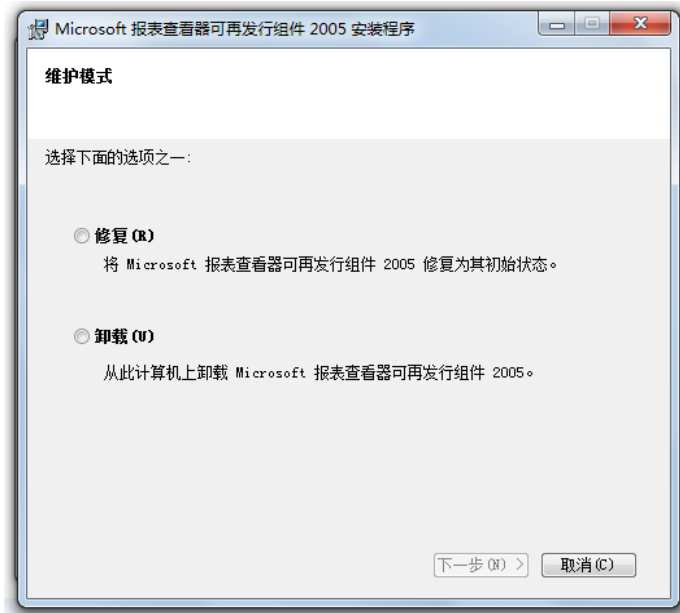 Microsoft 报表查看器可再发行组件 2005 安装程序
维护模式
选择下面的选项之一:
修复(R)
将 Microsoft 报表查看器可再发行组件 2005 修复为其初始状态。
卸载(U)
从此计算机上卸载 Microsoft 报表查看器可再发行组件 2005。
下一步(N) > 取消(C)